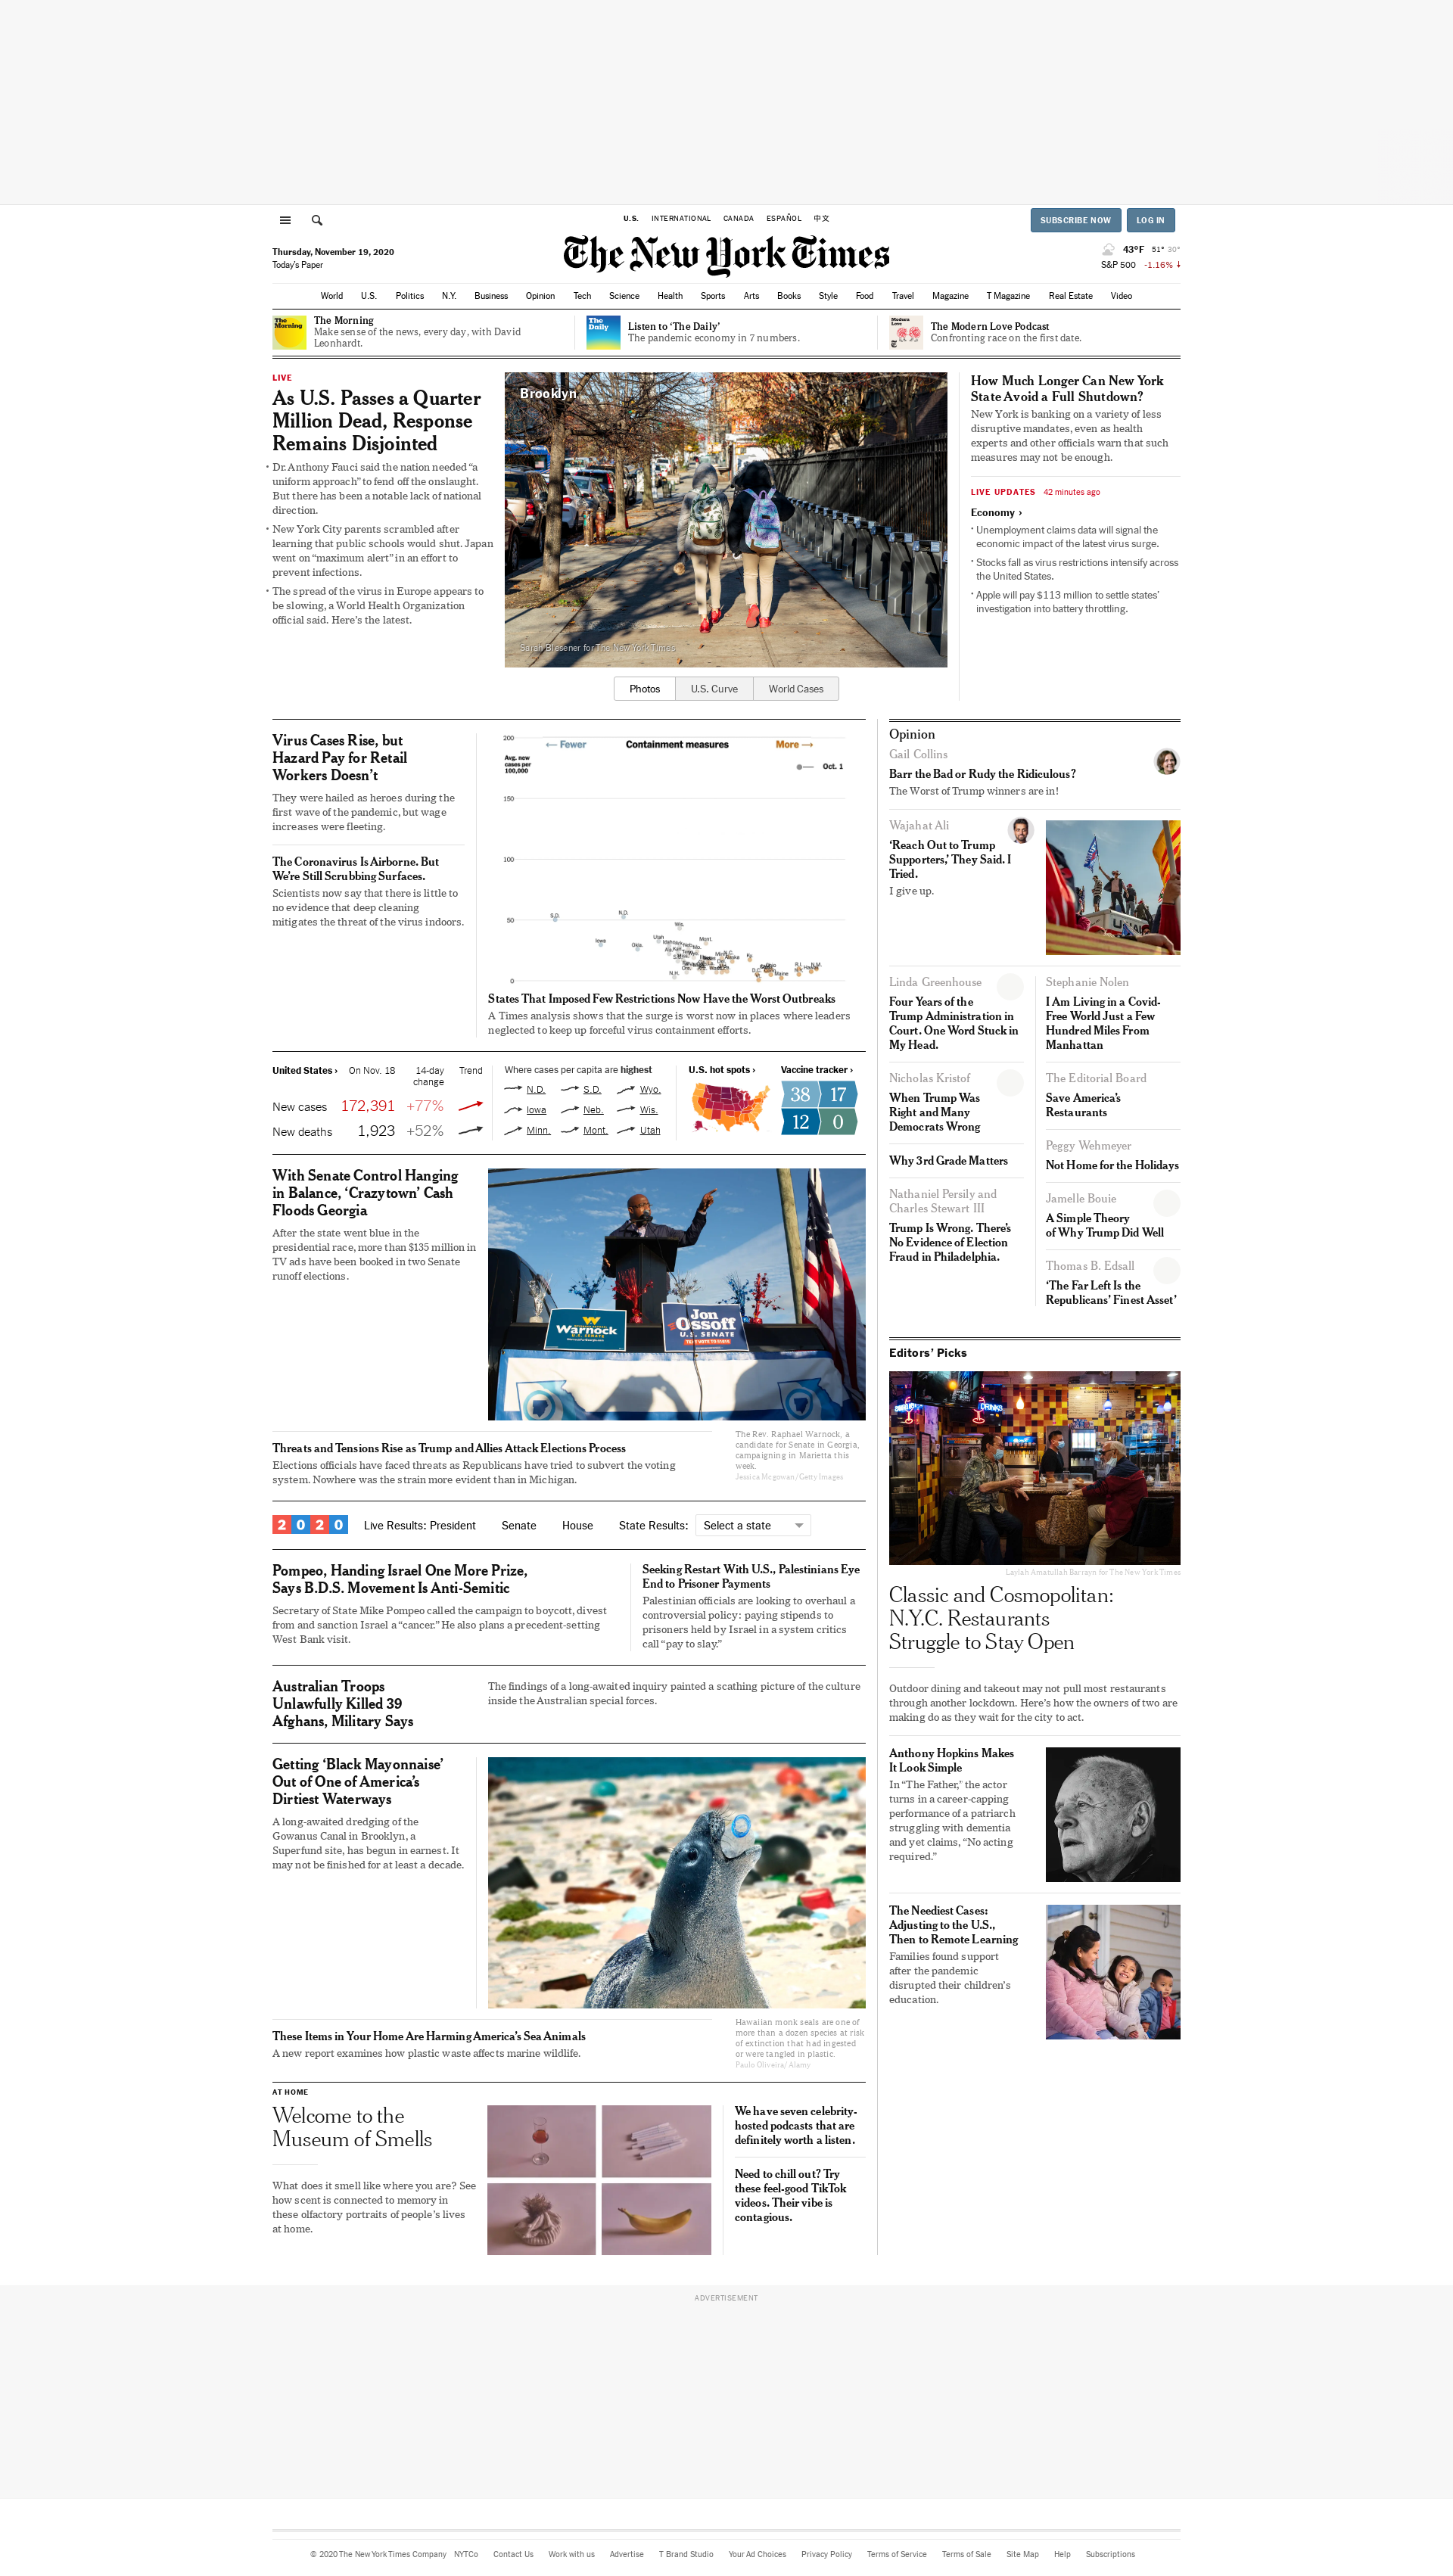 U.S. INTERNATIONAL CANADA ESPAÑOL 中文
SUBSCRIBE NOW LOG IN
Thursday, November 19, 2020
Today's Paper
The New York Times
43°F 51° 30°
S&P 500 -1.16%
World U.S. Politics N.Y. Business Opinion Tech Science Health Sports Arts Books Style Food Travel Magazine T Magazine Real Estate Video
The Morning
The Morning
Make sense of the news, every day, with David
Leonhardt.
The Daily
Listen to ‘The Daily’
The pandemic economy in 7 numbers.
Modern Love
The Modern Love Podcast
Confronting race on the first date.
LIVE
As U.S. Passes a Quarter
Million Dead, Response
Remains Disjointed
• Dr. Anthony Fauci said the nation needed “a
uniform approach” to fend off the onslaught.
But there has been a notable lack of national
direction.
• New York City parents scrambled after
learning that public schools would shut. Japan
went on “maximum alert” in an effort to
prevent infections.
• The spread of the virus in Europe appears to
be slowing, a World Health Organization
official said. Here’s the latest.
Brooklyn
Sarah Blesener for The New York Times
Photos U.S. Curve World Cases
How Much Longer Can New York
State Avoid a Full Shutdown?
New York is banking on a variety of less
disruptive mandates, even as health
experts and other officials warn that such
measures may not be enough.
LIVE UPDATES 42 minutes ago
Economy ›
• Unemployment claims data will signal the
economic impact of the latest virus surge.
• Stocks fall as virus restrictions intensify across
the United States.
• Apple will pay $113 million to settle states’
investigation into battery throttling.
Virus Cases Rise, but
Hazard Pay for Retail
Workers Doesn’t
They were hailed as heroes during the
first wave of the pandemic, but wage
increases were fleeting.
The Coronavirus Is Airborne. But
We’re Still Scrubbing Surfaces.
Scientists now say that there is little to
no evidence that deep cleaning
mitigates the threat of the virus indoors.
200
← Fewer Containment measures More →
Avg. new
cases per
100,000
Oct. 1
150
100
50
0
S.D.
N.D.
Wis.
Iowa
Utah
Okla.
Mont.
Mo.
N.H.
N.C.
Ky.
Maine
D.C.
R.I.
N.M.
States That Imposed Few Restrictions Now Have the Worst Outbreaks
A Times analysis shows that the surge is worst now in places where leaders
neglected to keep up forceful virus containment efforts.
United States › On Nov. 18 14-day
change Trend
New cases 172,391 +77%
New deaths 1,923 +52%
Where cases per capita are highest
N.D. S.D. Wyo.
Iowa Neb. Wis.
Minn. Mont. Utah
U.S. hot spots ›
Vaccine tracker ›
38 17
12 0
With Senate Control Hanging
in Balance, ‘Crazytown’ Cash
Floods Georgia
After the state went blue in the
presidential race, more than $135 million in
TV ads have been booked in two Senate
runoff elections.
Warnock
U.S. SENATE
Jon
Ossoff
U.S. SENATE
The Rev. Raphael Warnock, a
candidate for Senate in Georgia,
campaigning in Marietta this
week.
Jessica Mcgowan/Getty Images
Threats and Tensions Rise as Trump and Allies Attack Elections Process
Elections officials have faced threats as Republicans have tried to subvert the voting
system. Nowhere was the strain more evident than in Michigan.
2020 Live Results: President Senate House State Results: Select a state
Pompeo, Handing Israel One More Prize,
Says B.D.S. Movement Is Anti-Semitic
Secretary of State Mike Pompeo called the campaign to boycott, divest
from and sanction Israel a “cancer.” He also plans a precedent-setting
West Bank visit.
Seeking Restart With U.S., Palestinians Eye
End to Prisoner Payments
Palestinian officials are looking to overhaul a
controversial policy: paying stipends to
prisoners held by Israel in a system critics
call “pay to slay.”
Australian Troops
Unlawfully Killed 39
Afghans, Military Says
The findings of a long-awaited inquiry painted a scathing picture of the culture
inside the Australian special forces.
Getting ‘Black Mayonnaise’
Out of One of America’s
Dirtiest Waterways
A long-awaited dredging of the
Gowanus Canal in Brooklyn, a
Superfund site, has begun in earnest. It
may not be finished for at least a decade.
Hawaiian monk seals are one of
more than a dozen species at risk
of extinction that had ingested
or were tangled in plastic.
Paulo Oliveira/Alamy
These Items in Your Home Are Harming America’s Sea Animals
A new report examines how plastic waste affects marine wildlife.
AT HOME
Welcome to the
Museum of Smells
What does it smell like where you are? See
how scent is connected to memory in
these olfactory portraits of people’s lives
at home.
We have seven celebrity-
hosted podcasts that are
definitely worth a listen.
Need to chill out? Try
these feel-good TikTok
videos. Their vibe is
contagious.
Opinion
Gail Collins
Barr the Bad or Rudy the Ridiculous?
The Worst of Trump winners are in!
Wajahat Ali
‘Reach Out to Trump
Supporters,’ They Said. I
Tried.
I give up.
Linda Greenhouse
Four Years of the
Trump Administration in
Court. One Word Stuck in
My Head.
Nicholas Kristof
When Trump Was
Right and Many
Democrats Wrong
Why 3rd Grade Matters
Nathaniel Persily and
Charles Stewart III
Trump Is Wrong. There’s
No Evidence of Election
Fraud in Philadelphia.
Stephanie Nolen
I Am Living in a Covid-
Free World Just a Few
Hundred Miles From
Manhattan
The Editorial Board
Save America’s
Restaurants
Peggy Wehmeyer
Not Home for the Holidays
Jamelle Bouie
A Simple Theory
of Why Trump Did Well
Thomas B. Edsall
‘The Far Left Is the
Republicans’ Finest Asset’
Editors’ Picks
DRINKS
Laylah Amatullah Barrayn for The New York Times
Classic and Cosmopolitan:
N.Y.C. Restaurants
Struggle to Stay Open
Outdoor dining and takeout may not pull most restaurants
through another lockdown. Here’s how the owners of two are
making do as they wait for the city to act.
Anthony Hopkins Makes
It Look Simple
In “The Father,” the actor
turns in a career-capping
performance of a patriarch
struggling with dementia
and yet claims, “No acting
required.”
The Neediest Cases:
Adjusting to the U.S.,
Then to Remote Learning
Families found support
after the pandemic
disrupted their children’s
education.
ADVERTISEMENT
© 2020 The New York Times Company NYTCo Contact Us Work with us Advertise T Brand Studio Your Ad Choices Privacy Policy Terms of Service Terms of Sale Site Map Help Subscriptions